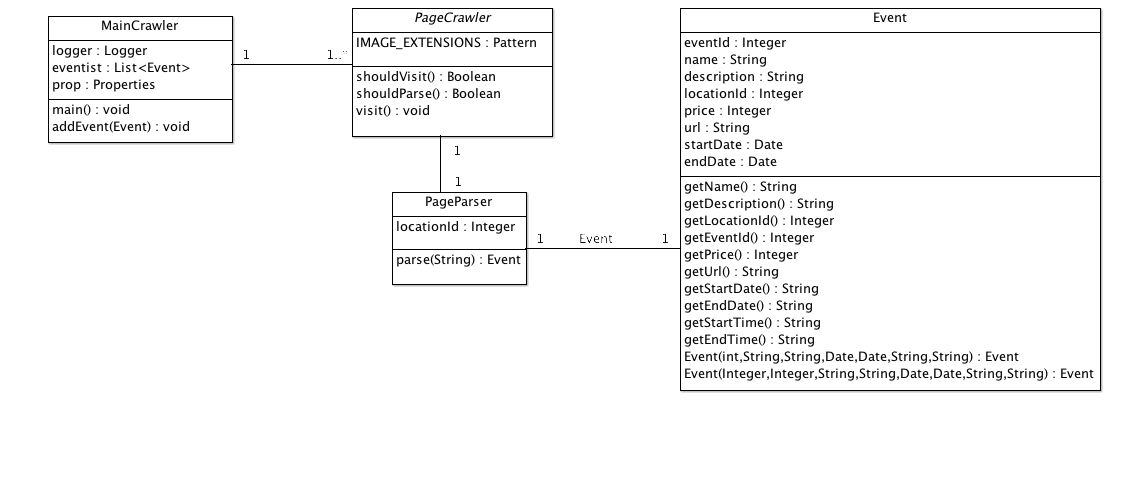 MainCrawler
logger : Logger
eventist : List<Event>
prop : Properties
main() : void
addEvent(Event) : void
1
1..*
PageCrawler
IMAGE_EXTENSIONS : Pattern
shouldVisit() : Boolean
shouldParse() : Boolean
visit() : void
1
1
PageParser
locationId : Integer
parse(String) : Event
1
Event
1
Event
eventId : Integer
name : String
description : String
locationId : Integer
price : Integer
url : String
startDate : Date
endDate : Date
getName() : String
getDescription() : String
getLocationId() : Integer
getEventId() : Integer
getPrice() : Integer
getUrl() : String
getStartDate() : String
getEndDate() : String
getStartTime() : String
getEndTime() : String
Event(int,String,String,Date,Date,String,String) : Event
Event(Integer,Integer,String,String,Date,Date,String,String) : Event